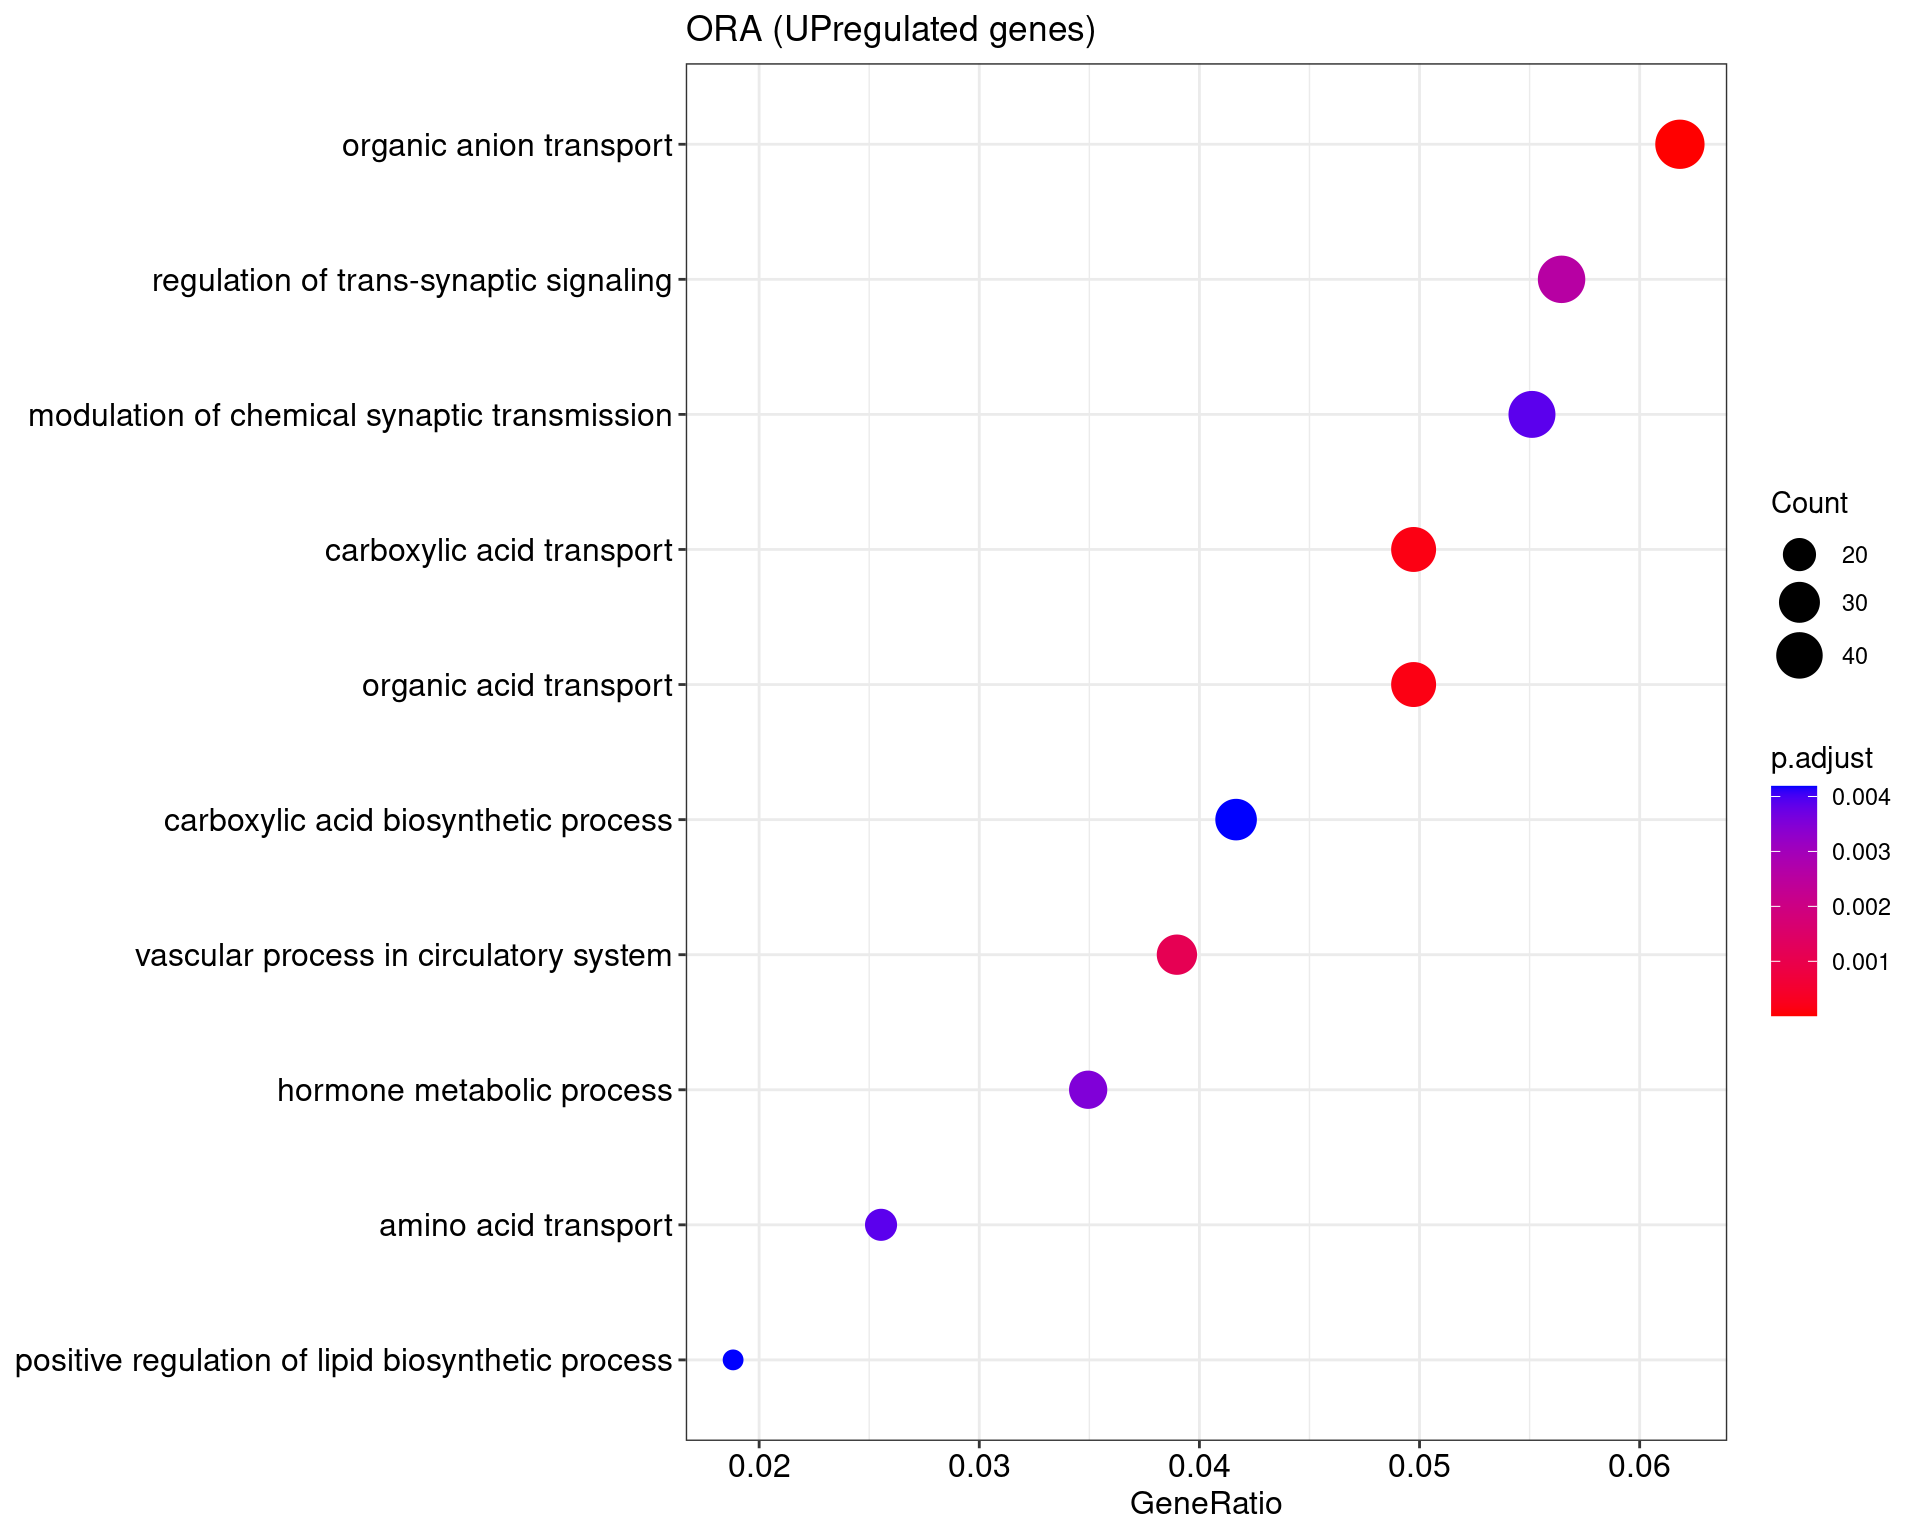 ORA (UPregulated genes)
organic anion transport
regulation of trans-synaptic signaling
modulation of chemical synaptic transmission
carboxylic acid transport
organic acid transport
carboxylic acid biosynthetic process
vascular process in circulatory system
hormone metabolic process
amino acid transport
positive regulation of lipid biosynthetic process
0.02 0.03 0.04 0.05 0.06
GeneRatio
Count
20
30
40
p.adjust
0.004
0.003
0.002
0.001